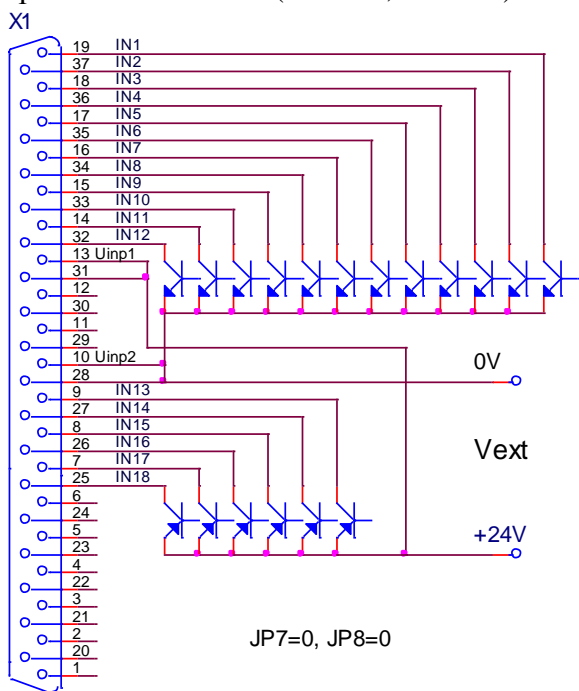 X1
19 IN1
37 IN2
18 IN3
36 IN4
17 IN5
35 IN6
16 IN7
34 IN8
15 IN9
33 IN10
14 IN11
32 IN12
13 Uinp1
31
12
30
11
29
10 Uinp2
0V
28
9 IN13
27 IN14
8 IN15
26 IN16
Vext
7 IN17
25 IN18
6
24
5
+24V
23
4
22
3
21
2
JP7=0, JP8=0
20
1